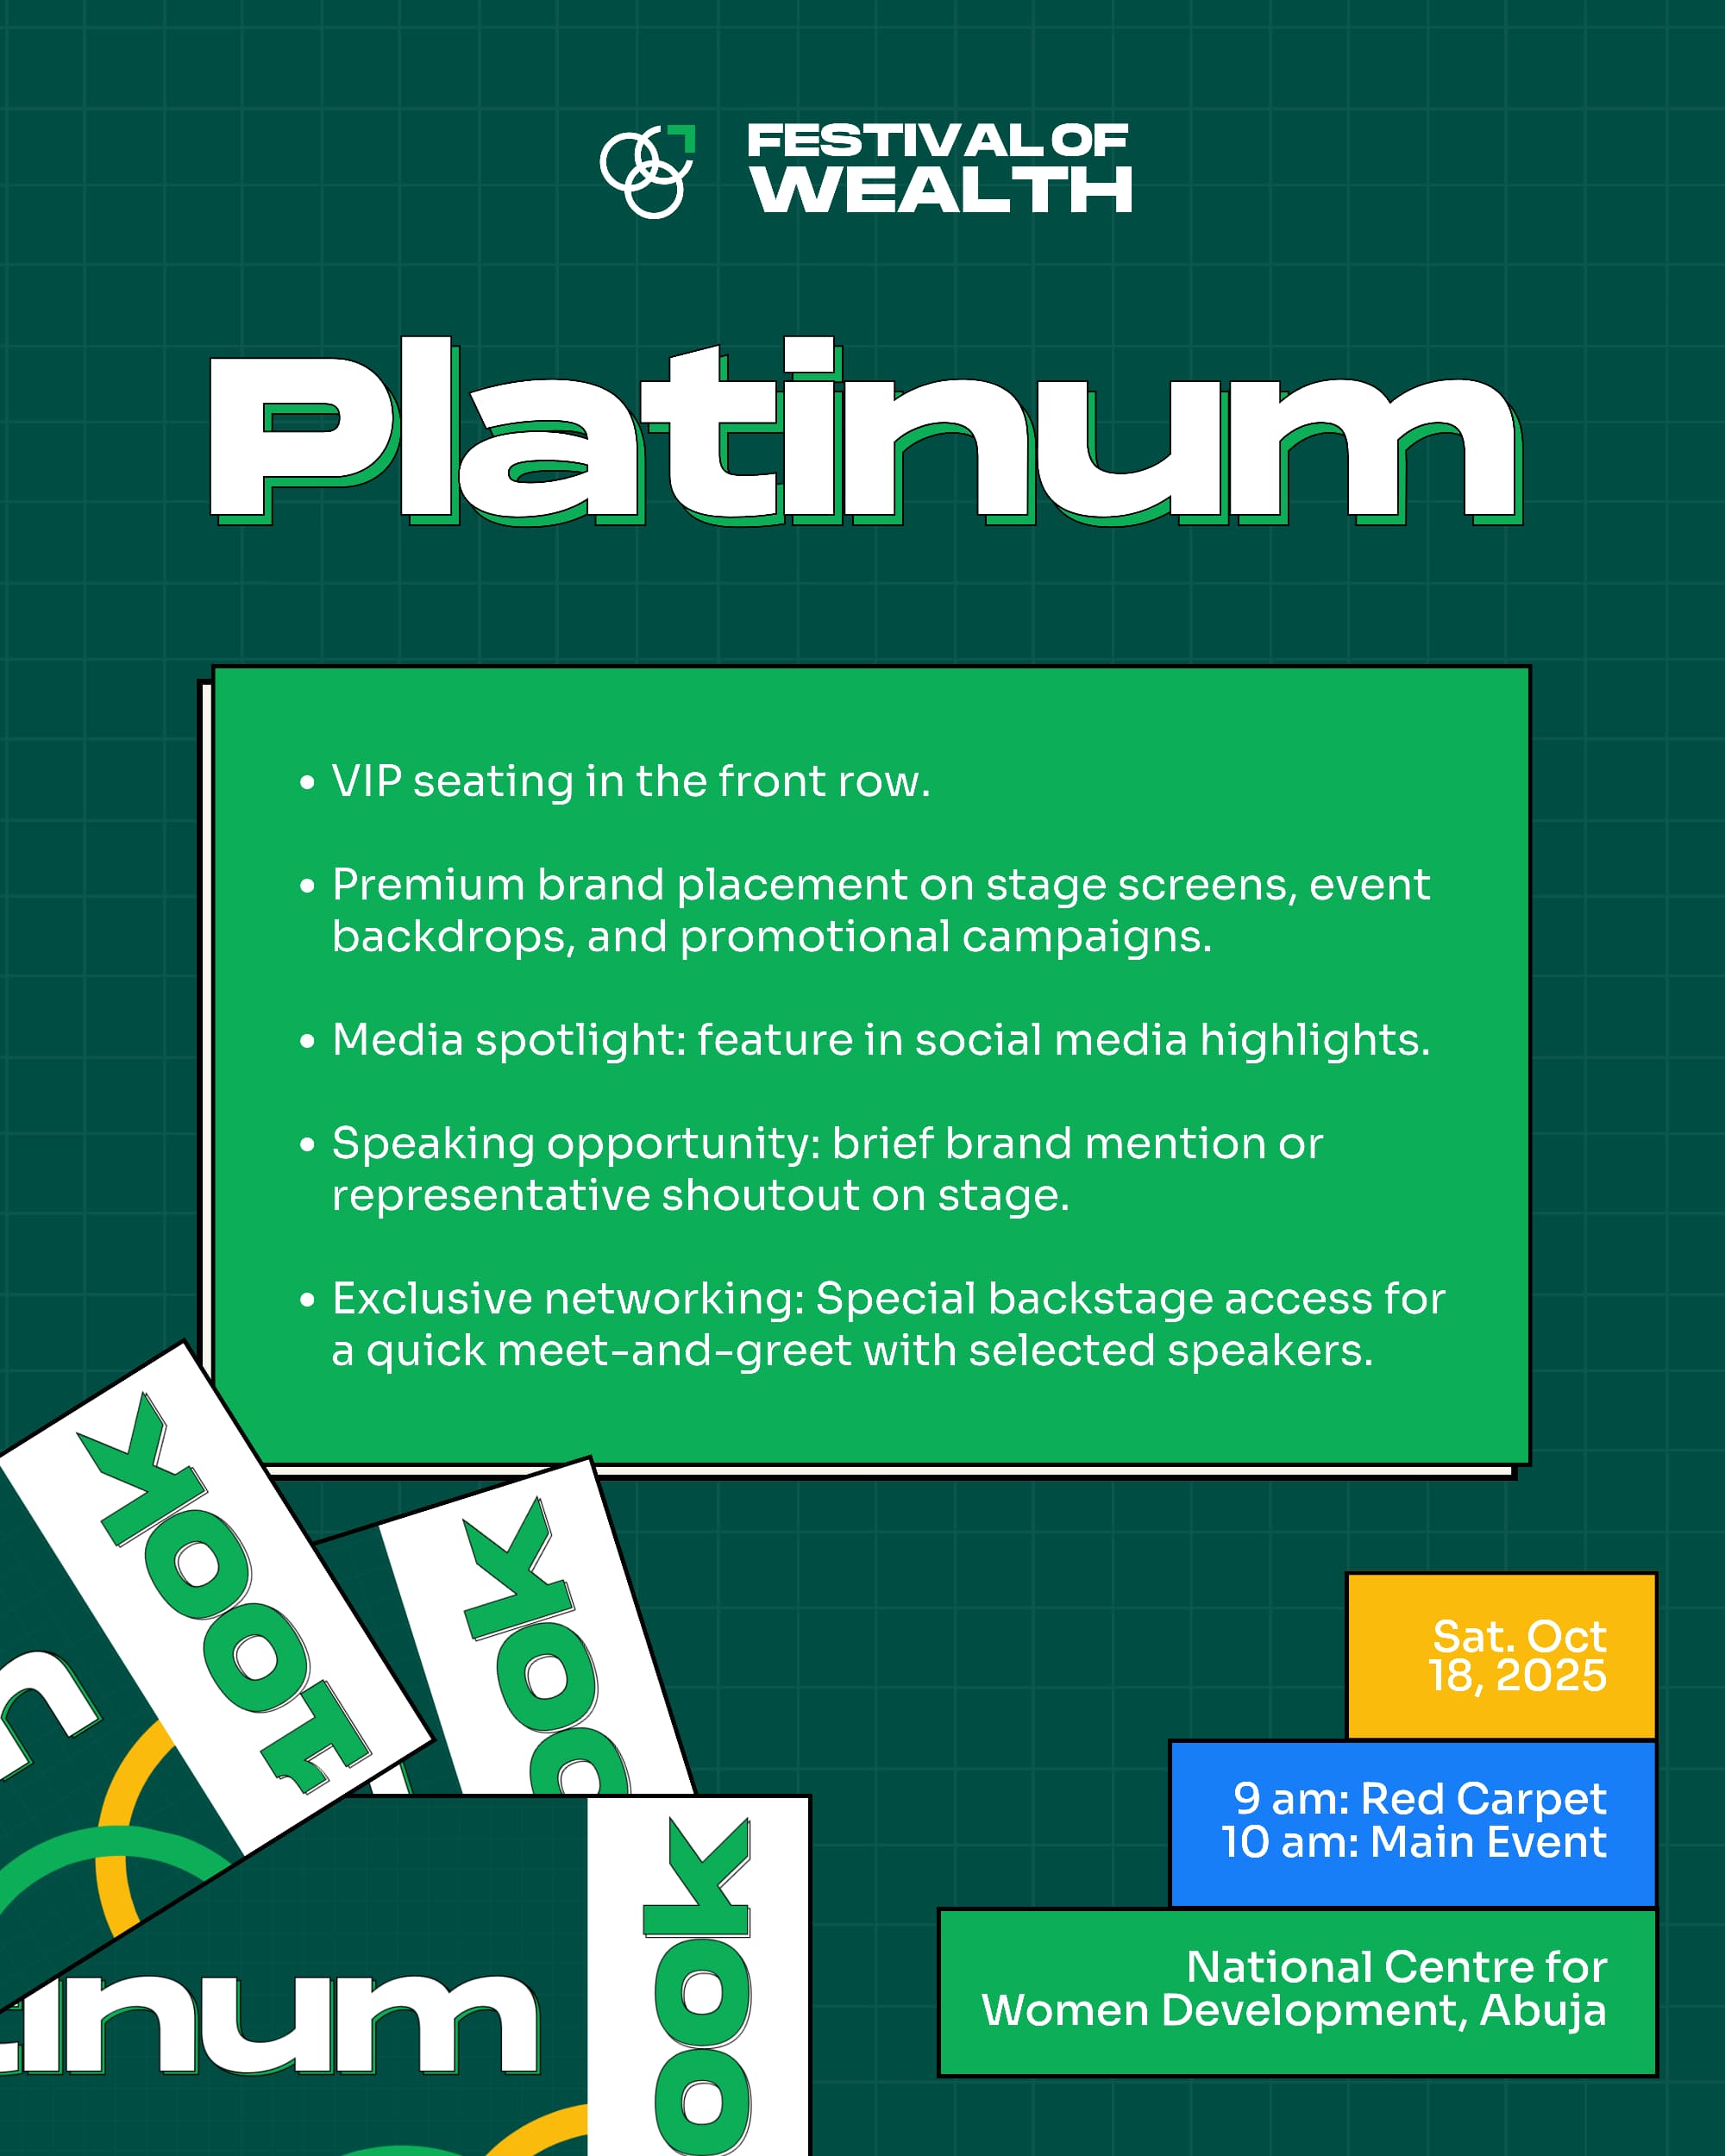 FESTIVAL OF
WEALTH
Platinum
• VIP seating in the front row.
• Premium brand placement on stage screens, event
backdrops, and promotional campaigns.
• Media spotlight: feature in social media highlights.
• Speaking opportunity: brief brand mention or
representative shoutout on stage.
• Exclusive networking: Special backstage access for
a quick meet-and-greet with selected speakers.
100K
Sat. Oct
18, 2025
9 am: Red Carpet
10 am: Main Event
National Centre for
Women Development, Abuja